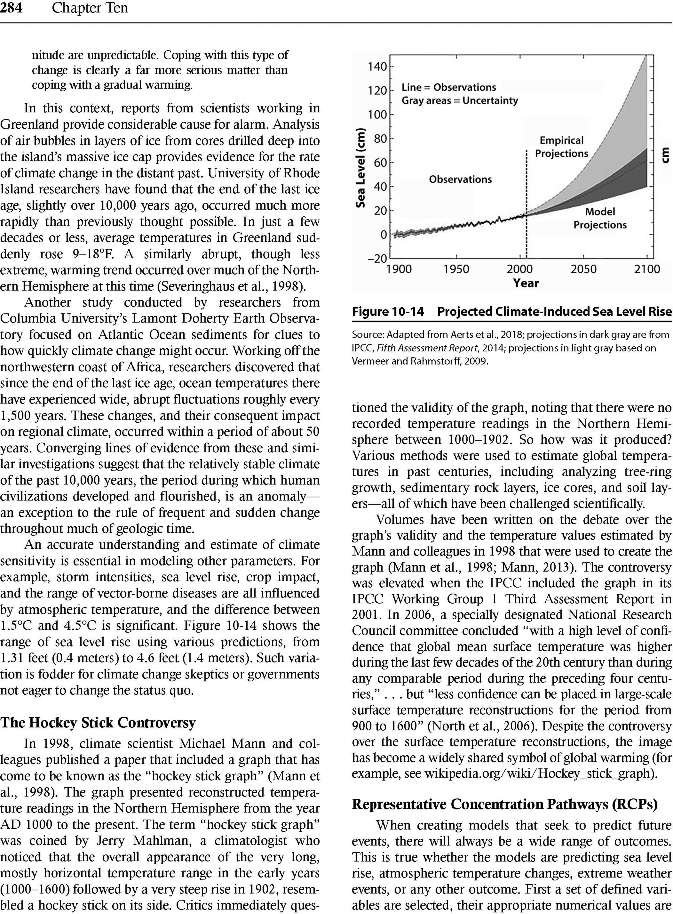 284 Chapter Ten
nitude are unpredictable. Coping with this type of
change is clearly a far more serious matter than
coping with a gradual warming.
In this context, reports from scientists working in
Greenland provide considerable cause for alarm. Analysis
of air bubbles in layers of ice from cores drilled deep into
the island's massive ice cap provides evidence for the rate
of climate change in the distant past. University of Rhode
Island researchers have found that the end of the last ice
age, slightly over 10,000 years ago, occurred much more
rapidly than previously thought possible. In just a few
decades or less, average temperatures in Greenland sud-
denly rose 9–18°F. A similarly abrupt, though less
extreme, warming trend occurred over much of the North-
ern Hemisphere at this time (Severinghaus et al., 1998).
Another study conducted by researchers from
Columbia University's Lamont Doherty Earth Observa-
tory focused on Atlantic Ocean sediments for clues to
how quickly climate change might occur. Working off the
northwestern coast of Africa, researchers discovered that
since the end of the last ice age, ocean temperatures there
have experienced wide, abrupt fluctuations roughly every
1,500 years. These changes, and their consequent impact
on regional climate, occurred within a period of about 50
years. Converging lines of evidence from these and simi-
lar investigations suggest that the relatively stable climate
of the past 10,000 years, the period during which human
civilizations developed and flourished, is an anomaly—
an exception to the rule of frequent and sudden change
throughout much of geologic time.
An accurate understanding and estimate of climate
sensitivity is essential in modeling other parameters. For
example, storm intensities, sea level rise, crop impact,
and the range of vector-borne diseases are all influenced
by atmospheric temperature, and the difference between
1.5°C and 4.5°C is significant. Figure 10-14 shows the
range of sea level rise using various predictions, from
1.31 feet (0.4 meters) to 4.6 feet (1.4 meters). Such varia-
tion is fodder for climate change skeptics or governments
not eager to change the status quo.
The Hockey Stick Controversy
In 1998, climate scientist Michael Mann and col-
leagues published a paper that included a graph that has
come to be known as the "hockey stick graph" (Mann et
al., 1998). The graph presented reconstructed tempera-
ture readings in the Northern Hemisphere from the year
AD 1000 to the present. The term "hockey stick graph"
was coined by Jerry Mahlman, a climatologist who
noticed that the overall appearance of the very long,
mostly horizontal temperature range in the early years
(1000–1600) followed by a very steep rise in 1902, resem-
bled a hockey stick on its side. Critics immediately ques-
140
120
100
80
60
40
20
0
−20
Sea Level (cm)
Line = Observations
Gray areas = Uncertainty
Observations
Empirical
Projections
Model
Projections
cm
1900 1950 2000 2050 2100
Year
Figure 10-14 Projected Climate-Induced Sea Level Rise
Source: Adapted from Aerts et al., 2018; projections in dark gray are from
IPCC, Fifth Assessment Report, 2014; projections in light gray based on
Vermeer and Rahmstorff, 2009.
tioned the validity of the graph, noting that there were no
recorded temperature readings in the Northern Hemi-
sphere between 1000–1902. So how was it produced?
Various methods were used to estimate global tempera-
tures in past centuries, including analyzing tree-ring
growth, sedimentary rock layers, ice cores, and soil lay-
ers—all of which have been challenged scientifically.
Volumes have been written on the debate over the
graph's validity and the temperature values estimated by
Mann and colleagues in 1998 that were used to create the
graph (Mann et al., 1998; Mann, 2013). The controversy
was elevated when the IPCC included the graph in its
IPCC Working Group 1 Third Assessment Report in
2001. In 2006, a specially designated National Research
Council committee concluded "with a high level of confi-
dence that global mean surface temperature was higher
during the last few decades of the 20th century than during
any comparable period during the preceding four centu-
ries," . . . but "less confidence can be placed in large-scale
surface temperature reconstructions for the period from
900 to 1600" (North et al., 2006). Despite the controversy
over the surface temperature reconstructions, the image
has become a widely shared symbol of global warming (for
example, see wikipedia.org/wiki/Hockey_stick_graph).
Representative Concentration Pathways (RCPs)
When creating models that seek to predict future
events, there will always be a wide range of outcomes.
This is true whether the models are predicting sea level
rise, atmospheric temperature changes, extreme weather
events, or any other outcome. First a set of defined vari-
ables are selected, their appropriate numerical values are